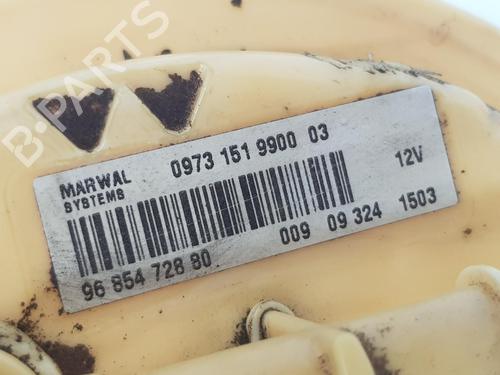 B-PARTS
MARWAL
SYSTEMS
0973 151 9900 03
12V
96 854 728 80
009 09 324 1503